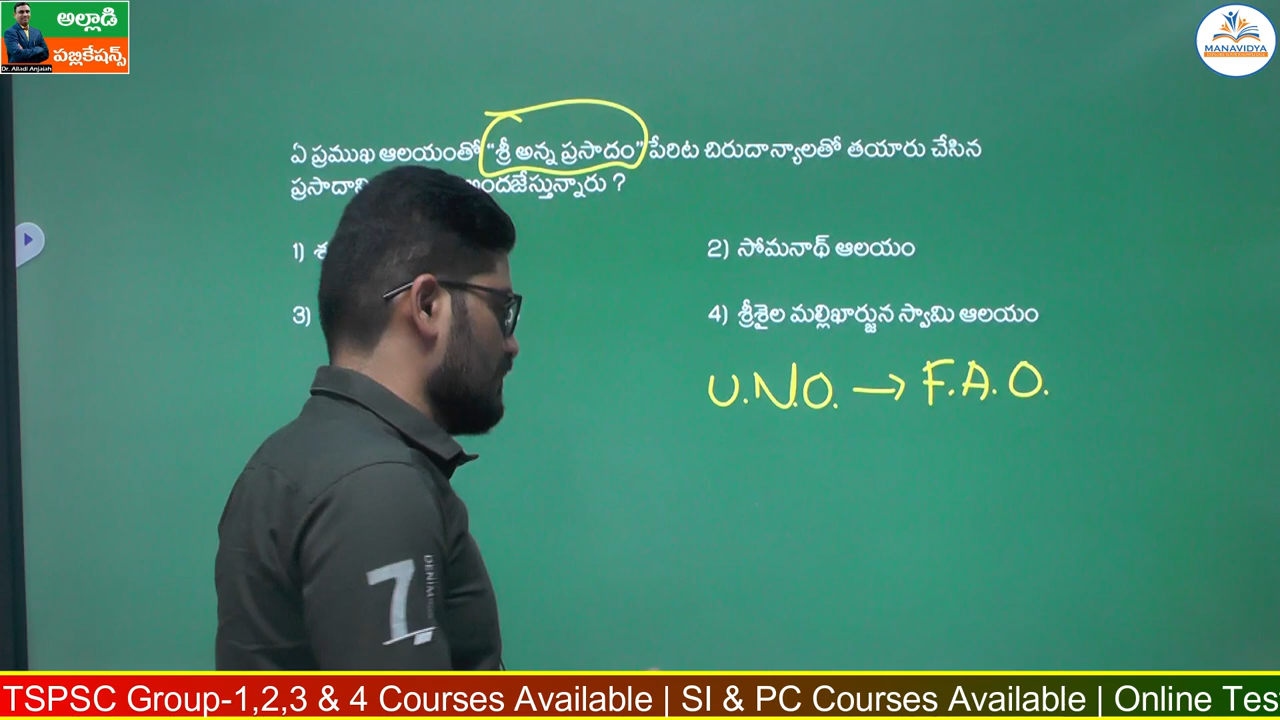 అల్లాడి
పబ్లికేషన్స్
Dr. Alladi Anjaiah
MANAVIDYA
ఏ ప్రముఖ ఆలయంతో "శ్రీ అన్న ప్రసాదం" పేరిట చిరుదాన్యాలతో తయారు చేసిన
అందజేస్తున్నారు ?
1)
2) సోమనాథ్ ఆలయం
3)
4) శ్రీశైల మల్లిఖార్జున స్వామి ఆలయం
U.N.O. → F.A.O.
7
TSPSC Group-1,2,3 & 4 Courses Available | SI & PC Courses Available | Online Tes